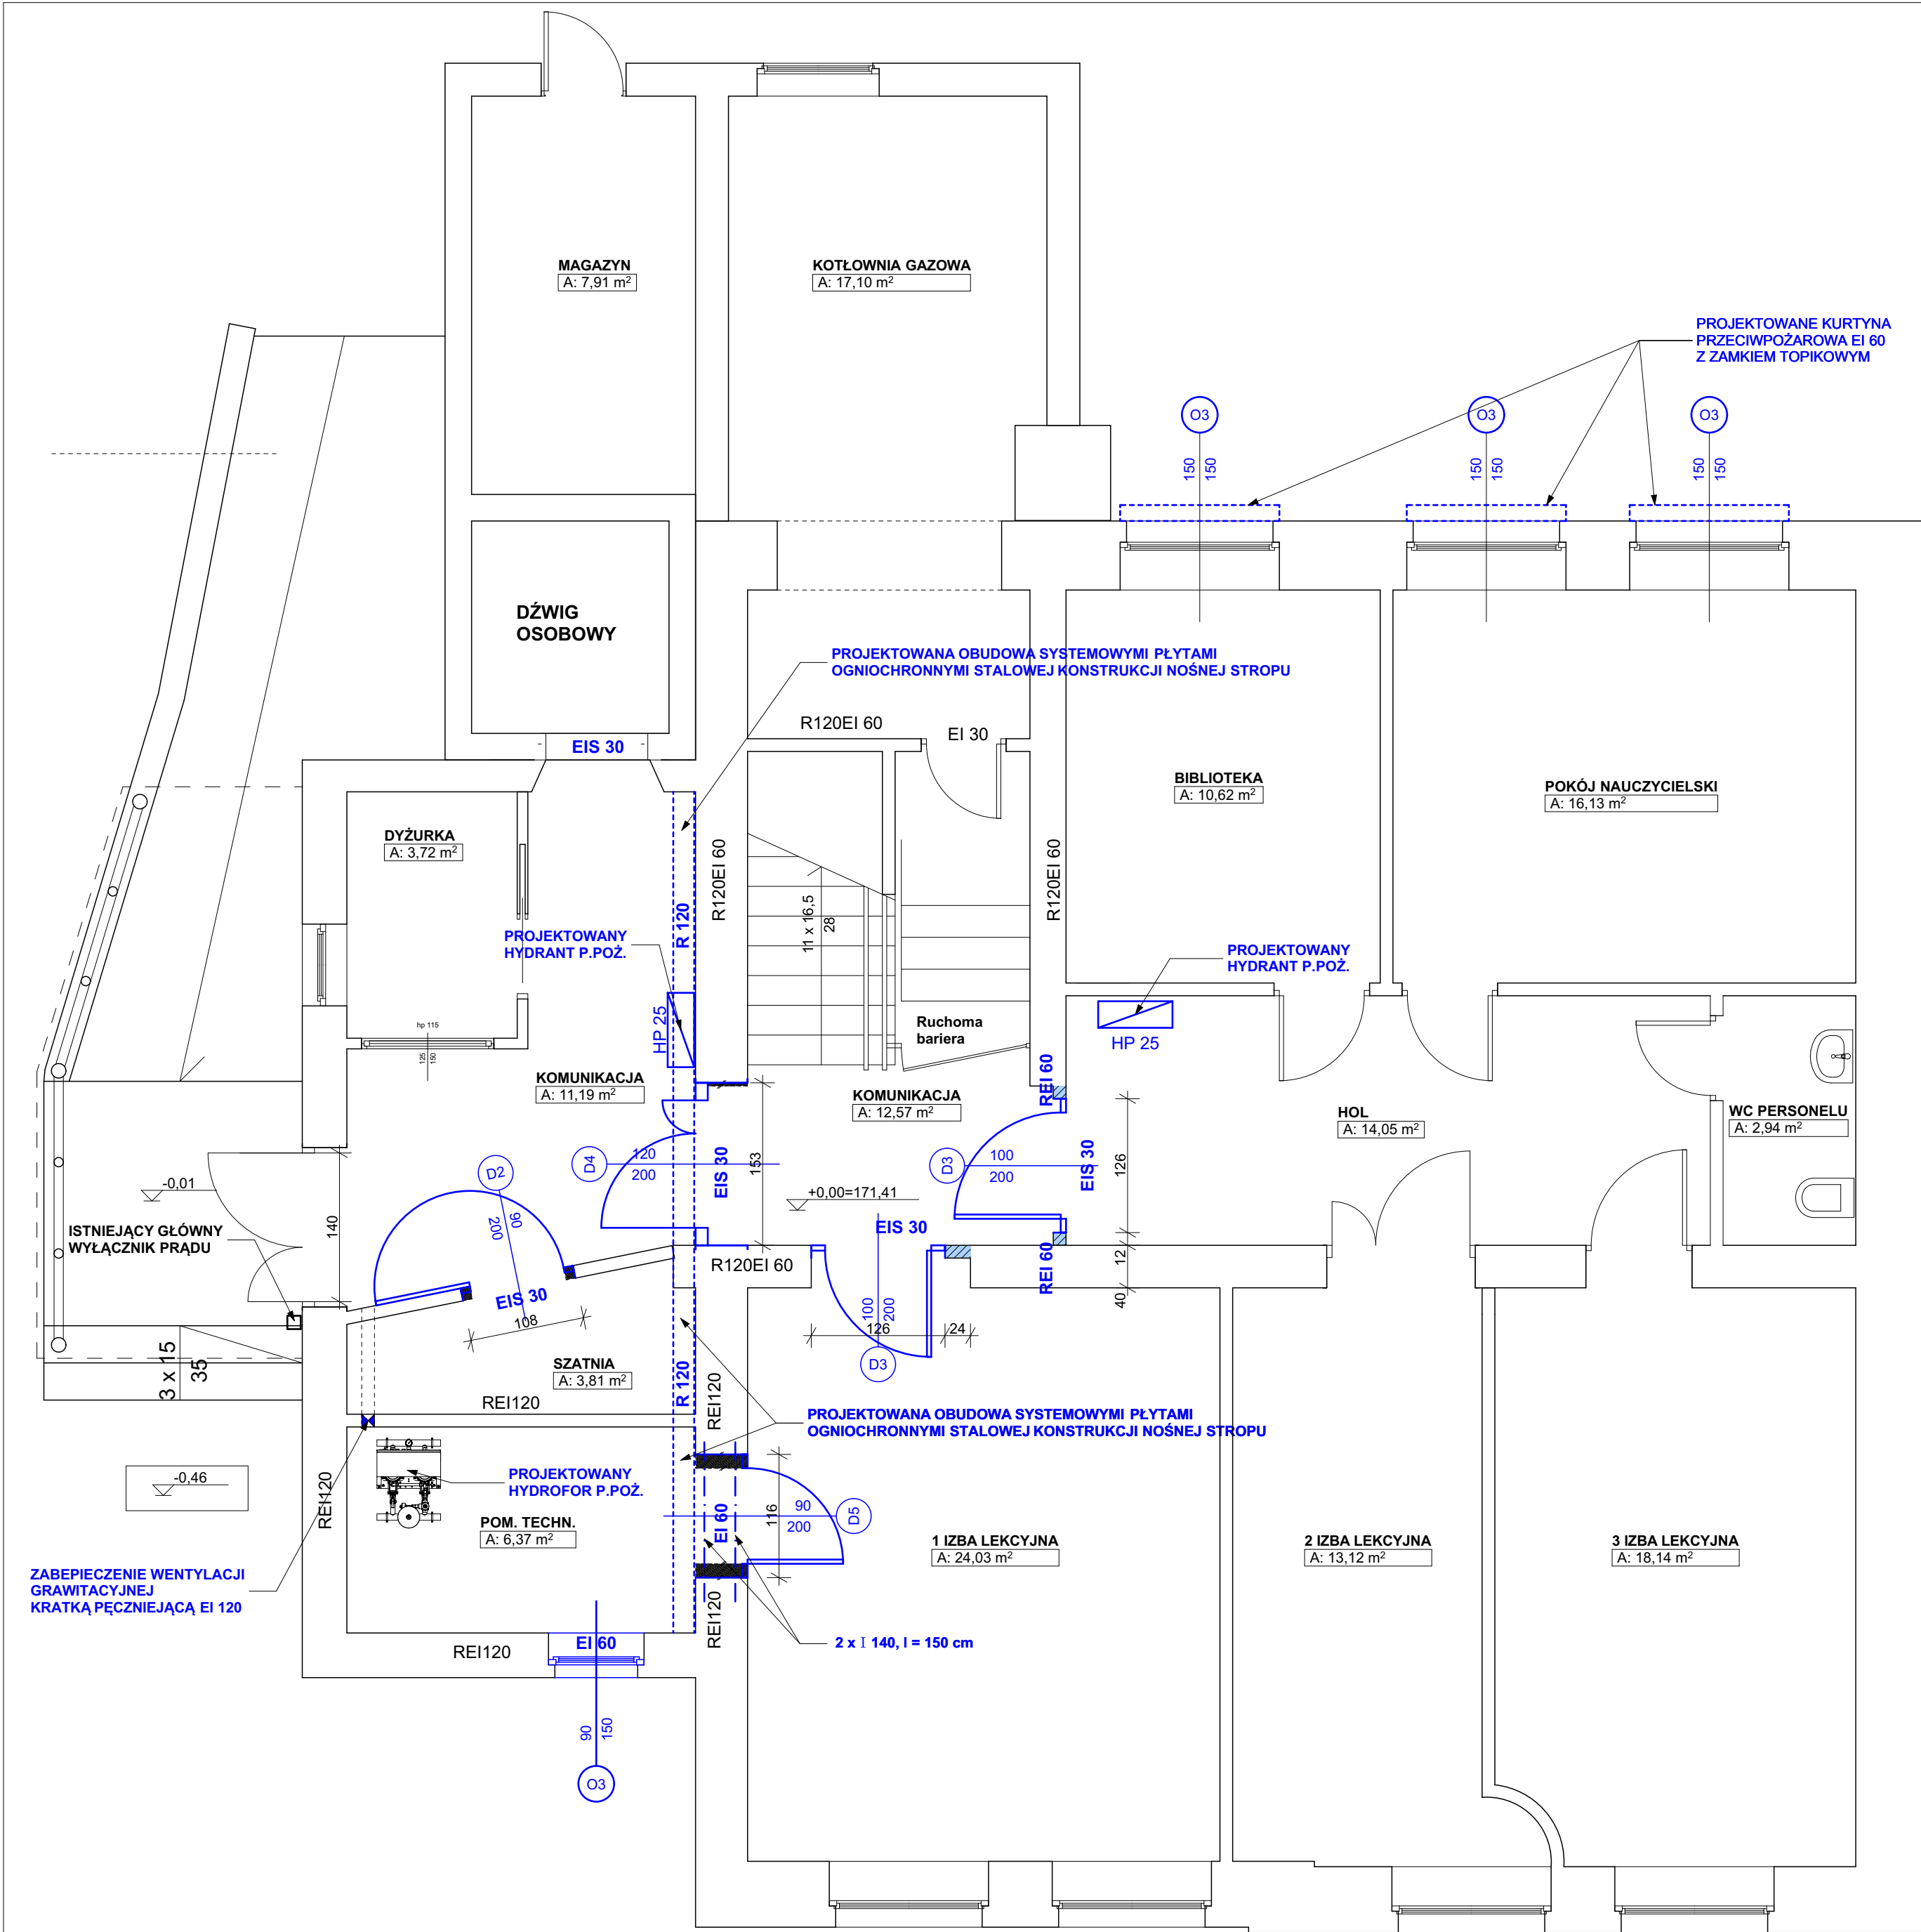 MAGAZYN
A: 7,91 m²
KOTŁOWNIA GAZOWA
A: 17,10 m²
PROJEKTOWANE KURTYNA
PRZECIWPOŻAROWA EI 60
Z ZAMKIEM TOPIKOWYM
O3
150
150
O3
150
150
O3
150
150
DŹWIG
OSOBOWY
EIS 30
PROJEKTOWANA OBUDOWA SYSTEMOWYMI PŁYTAMI
OGNIOCHRONNYMI STALOWEJ KONSTRUKCJI NOŚNEJ STROPU
R120EI 60
EI 30
BIBLIOTEKA
A: 10,62 m²
POKÓJ NAUCZYCIELSKI
A: 16,13 m²
DYŻURKA
A: 3,72 m²
R120EI 60
R120EI 60
R 120
11 x 16,5
28
PROJEKTOWANY
HYDRANT P.POŻ.
PROJEKTOWANY
HYDRANT P.POŻ.
HP 25
HP 25
hp 115
125
150
Ruchoma
bariera
KOMUNIKACJA
A: 11,19 m²
KOMUNIKACJA
A: 12,57 m²
REI 60
HOL
A: 14,05 m²
WC PERSONELU
A: 2,94 m²
D4
120
200
EIS 30
153
D3
100
200
EIS 30
126
D2
90
200
-0,01
+0,00=171,41
140
ISTNIEJĄCY GŁÓWNY
WYŁĄCZNIK PRĄDU
EIS 30
R120EI 60
REI 60
12
40
EIS 30
108
100
200
126
24
D3
3 x 15
35
SZATNIA
A: 3,81 m²
R 120
REI120
REI120
PROJEKTOWANA OBUDOWA SYSTEMOWYMI PŁYTAMI
OGNIOCHRONNYMI STALOWEJ KONSTRUKCJI NOŚNEJ STROPU
-0,46
REI120
PROJEKTOWANY
HYDROFOR P.POŻ.
POM. TECHN.
A: 6,37 m²
EI 60
116
90
200
D5
1 IZBA LEKCYJNA
A: 24,03 m²
2 IZBA LEKCYJNA
A: 13,12 m²
3 IZBA LEKCYJNA
A: 18,14 m²
ZABEPIECZENIE WENTYLACJI
GRAWITACYJNEJ
KRATKĄ PĘCZNIEJĄCĄ EI 120
REI120
REI120
EI 60
2 x I 140, l = 150 cm
90
150
O3